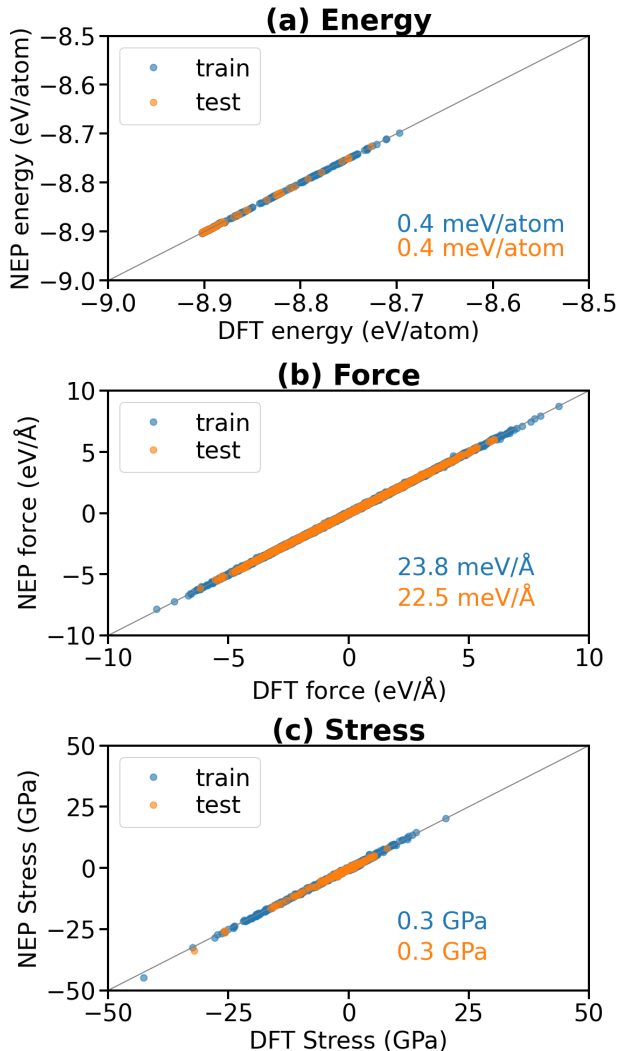 (a) Energy
−8.5
−8.6
−8.7
−8.8
−8.9
−9.0
NEP energy (eV/atom)
train
test
0.4 meV/atom
0.4 meV/atom
−9.0 −8.9 −8.8 −8.7 −8.6 −8.5
DFT energy (eV/atom)
(b) Force
10
5
0
−5
−10
NEP force (eV/Å)
train
test
23.8 meV/Å
22.5 meV/Å
−10 −5 0 5 10
DFT force (eV/Å)
(c) Stress
50
25
0
−25
−50
NEP Stress (GPa)
train
test
0.3 GPa
0.3 GPa
−50 −25 0 25 50
DFT Stress (GPa)